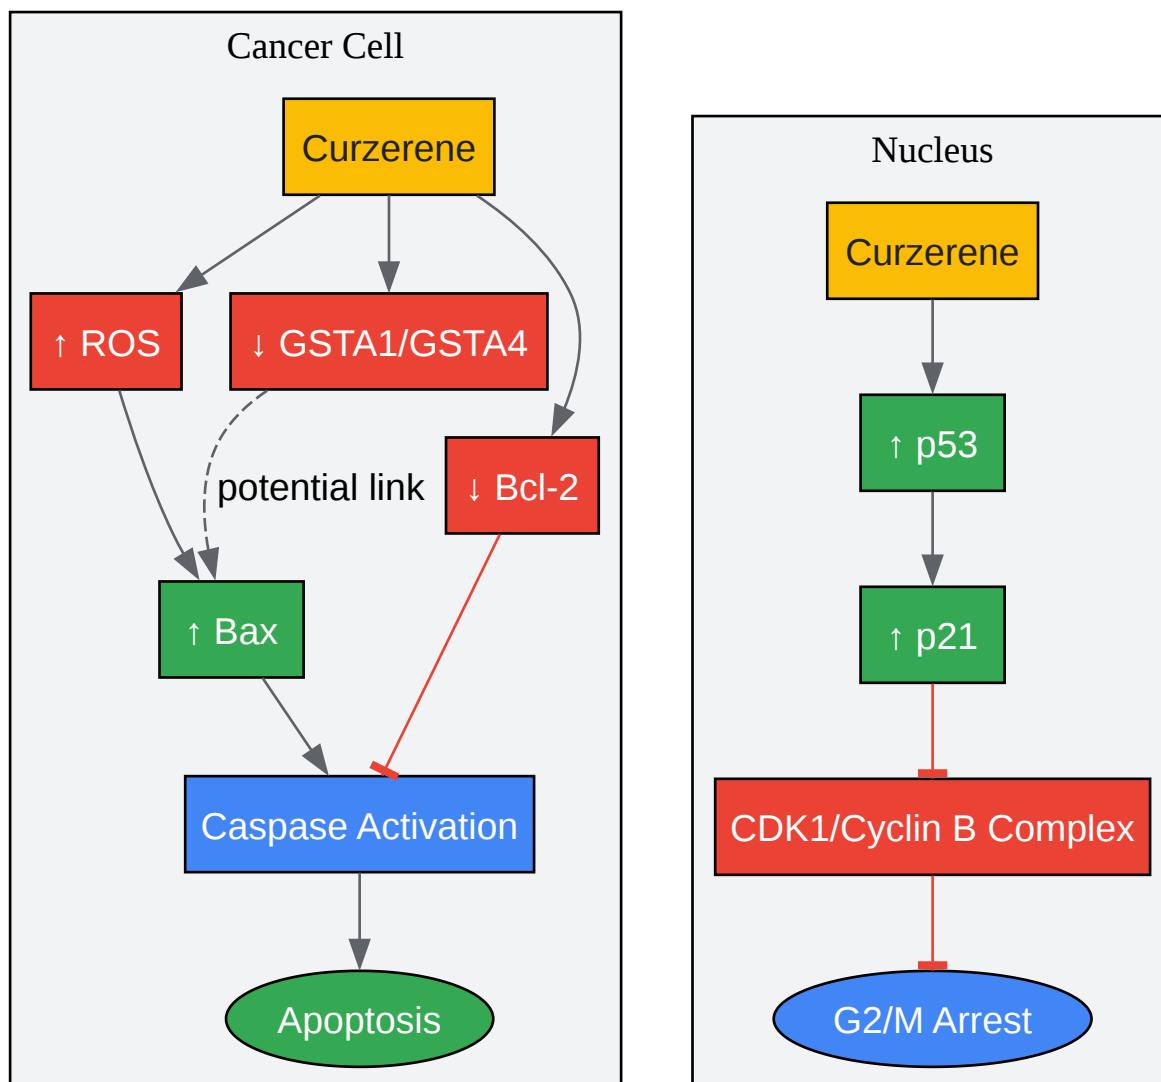 Cancer Cell
Curzerene
↑ ROS
↓ GSTA1/GSTA4
potential link
↓ Bcl-2
↑ Bax
Caspase Activation
Apoptosis
Nucleus
Curzerene
↑ p53
↑ p21
CDK1/Cyclin B Complex
G2/M Arrest